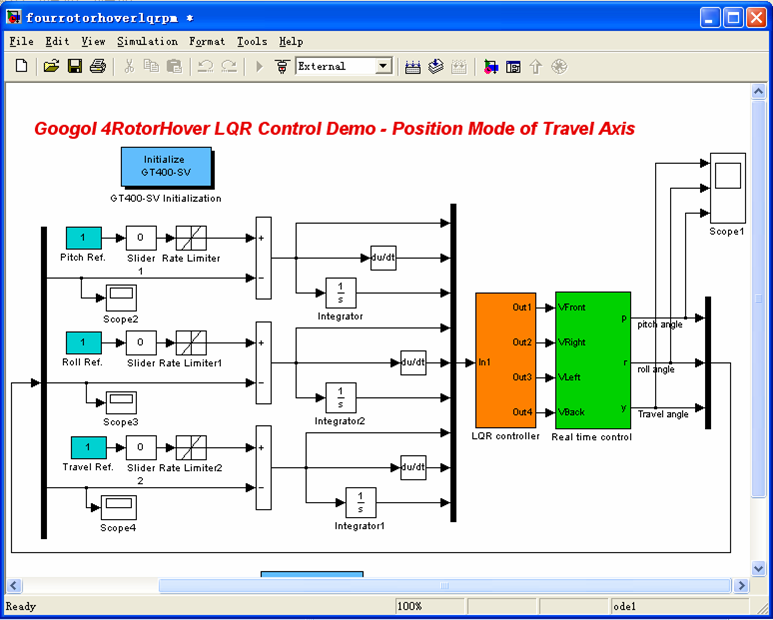 fourrotorhoverlqrpm *
File Edit View Simulation Format Tools Help
External
Googol 4RotorHover LQR Control Demo - Position Mode of Travel Axis
Initialize
GT400-SV
GT400-SV Initialization
Scope1
1
0
+
Pitch Ref.
Slider
Rate Limiter
1
−
du/dt
Scope2
1
s
Integrator
1
0
+
Roll Ref.
Slider
Rate Limiter1
−
du/dt
Scope3
1
s
Integrator2
1
0
+
Travel Ref.
Slider
Rate Limiter2
2
−
du/dt
Scope4
1
s
Integrator1
In1
Out1
Out2
Out3
Out4
LQR controller
VFront
VRight
VLeft
VBack
p
r
y
Real time control
pitch angle
roll angle
Travel angle
Ready
100%
ode1